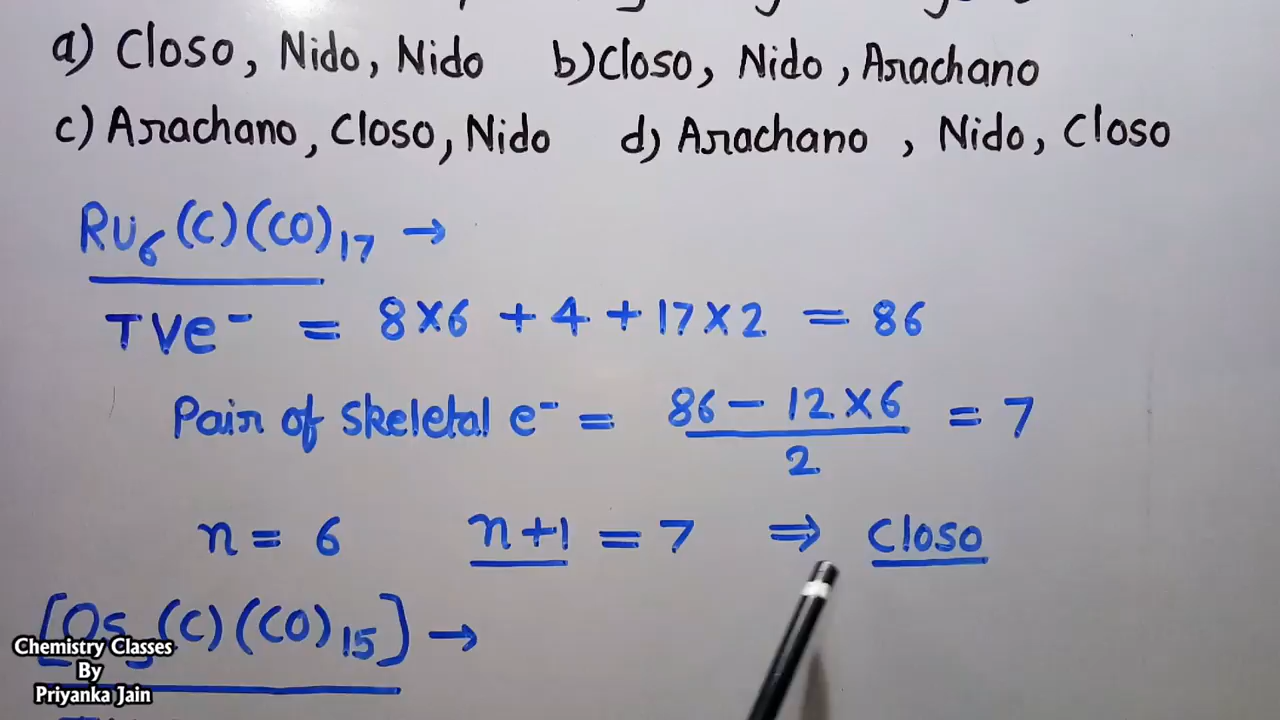 a) Closo, Nido, Nido b) Closo, Nido, Arachano
c) Arachano, Closo, Nido d) Arachano, Nido, Closo
Ru₆(C)(CO)₁₇ →
TVe⁻ = 8×6 + 4 + 17×2 = 86
Pair of skeletal e⁻ = (86 − 12×6)/2 = 7
n = 6 n+1 = 7 ⇒ Closo
[Os (C)(CO)₁₅] →
Chemistry Classes
By
Priyanka Jain